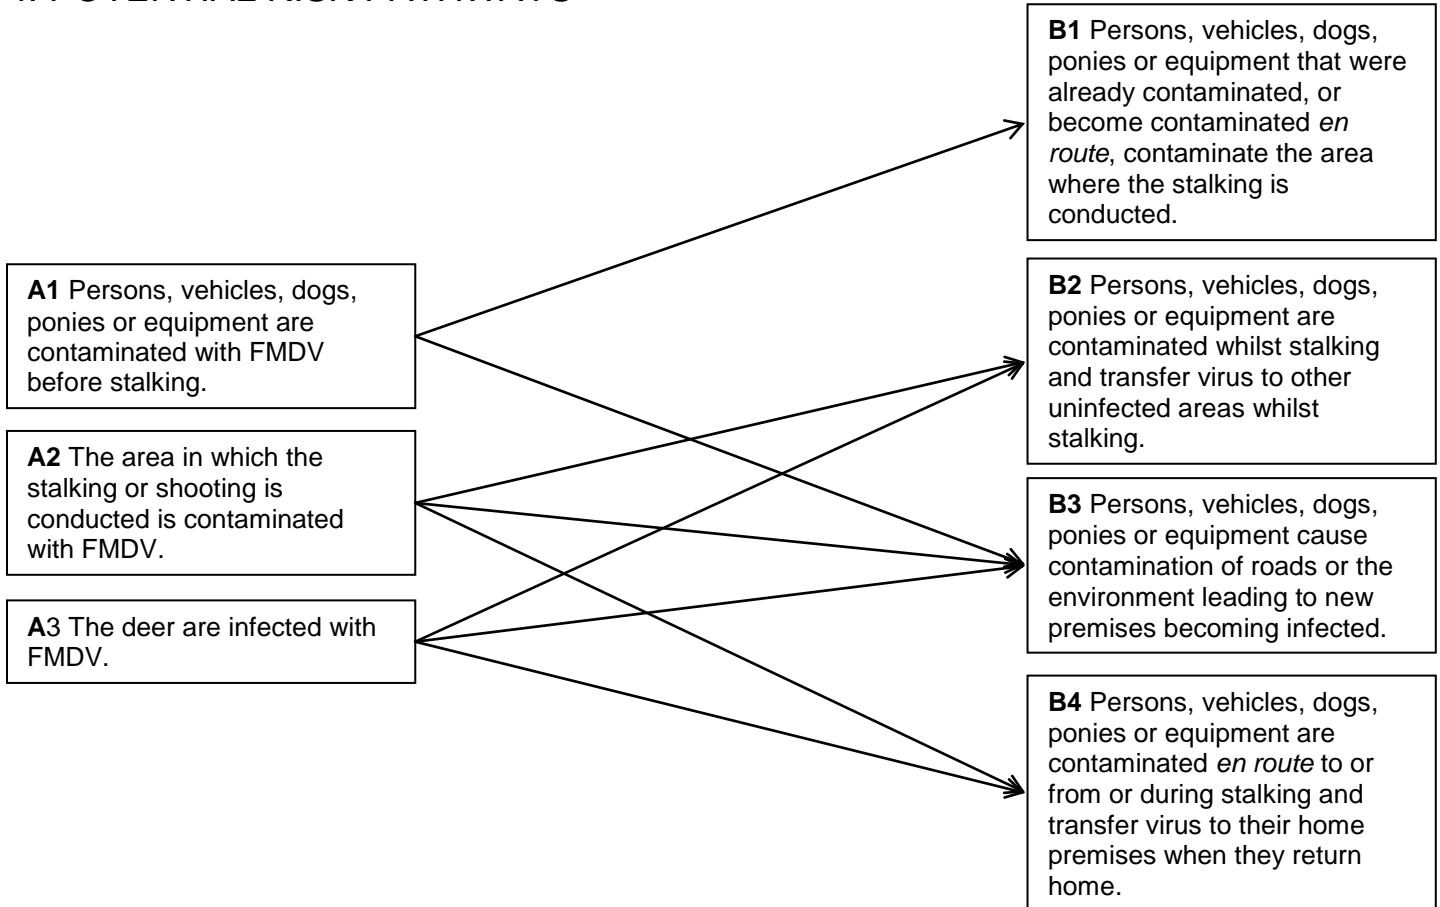 B1 Persons, vehicles, dogs,
ponies or equipment that were
already contaminated, or
become contaminated en
route, contaminate the area
where the stalking is
conducted.
A1 Persons, vehicles, dogs,
ponies or equipment are
contaminated with FMDV
before stalking.
B2 Persons, vehicles, dogs,
ponies or equipment are
contaminated whilst stalking
and transfer virus to other
uninfected areas whilst
stalking.
A2 The area in which the
stalking or shooting is
conducted is contaminated
with FMDV.
B3 Persons, vehicles, dogs,
ponies or equipment cause
contamination of roads or the
environment leading to new
premises becoming infected.
A3 The deer are infected with
FMDV.
B4 Persons, vehicles, dogs,
ponies or equipment are
contaminated en route to or
from or during stalking and
transfer virus to their home
premises when they return
home.